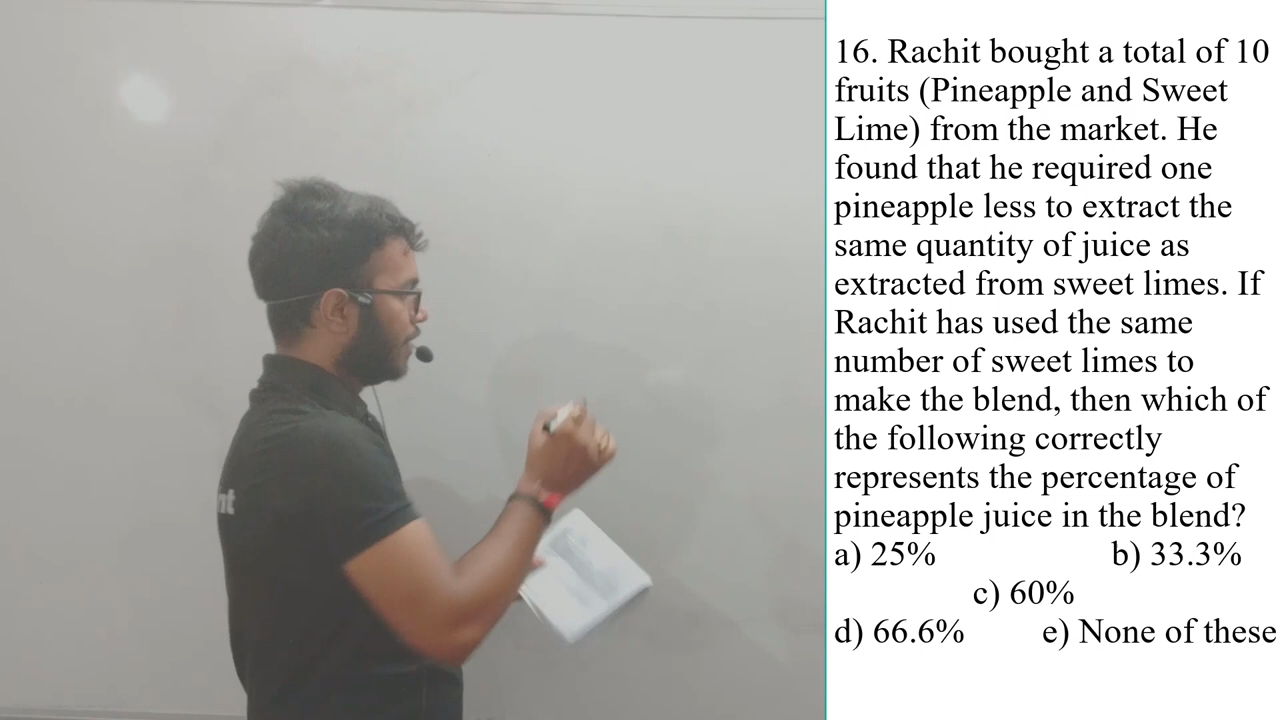 16. Rachit bought a total of 10
fruits (Pineapple and Sweet
Lime) from the market. He
found that he required one
pineapple less to extract the
same quantity of juice as
extracted from sweet limes. If
Rachit has used the same
number of sweet limes to
make the blend, then which of
the following correctly
represents the percentage of
pineapple juice in the blend?
a) 25% b) 33.3%
c) 60%
d) 66.6% e) None of these
nt